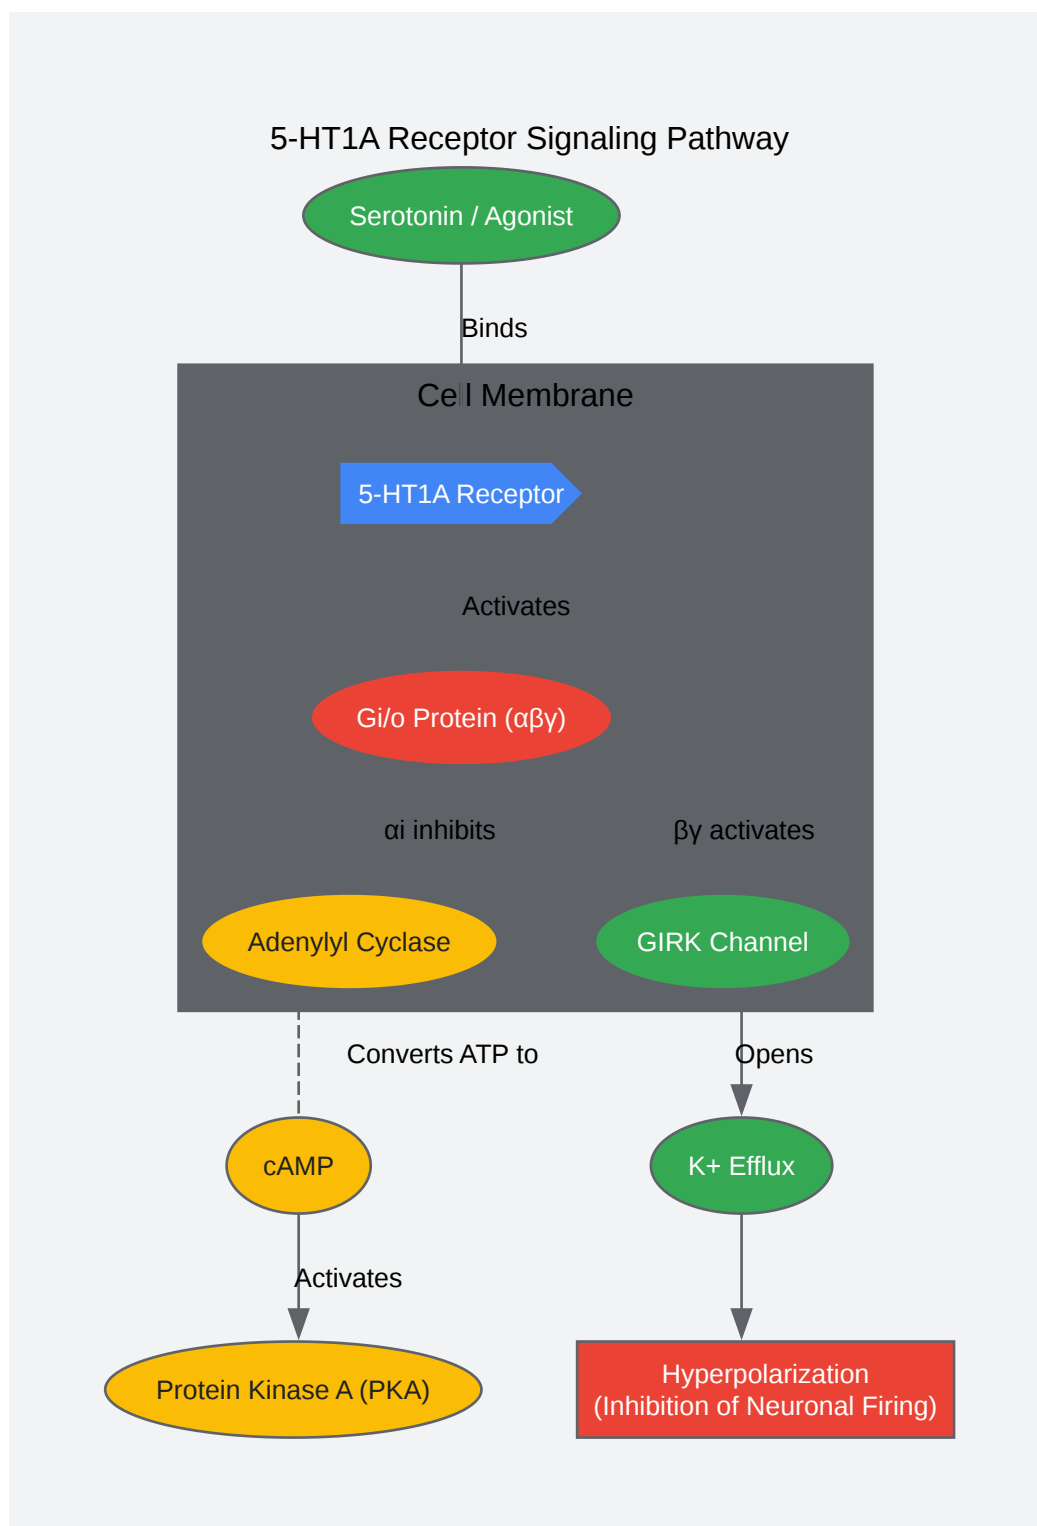 5-HT1A Receptor Signaling Pathway
Serotonin / Agonist
Binds
Cell Membrane
5-HT1A Receptor
Activates
Gi/o Protein (αβγ)
αi inhibits
βγ activates
Adenylyl Cyclase
GIRK Channel
Converts ATP to
Opens
cAMP
K+ Efflux
Activates
Protein Kinase A (PKA)
Hyperpolarization
(Inhibition of Neuronal Firing)